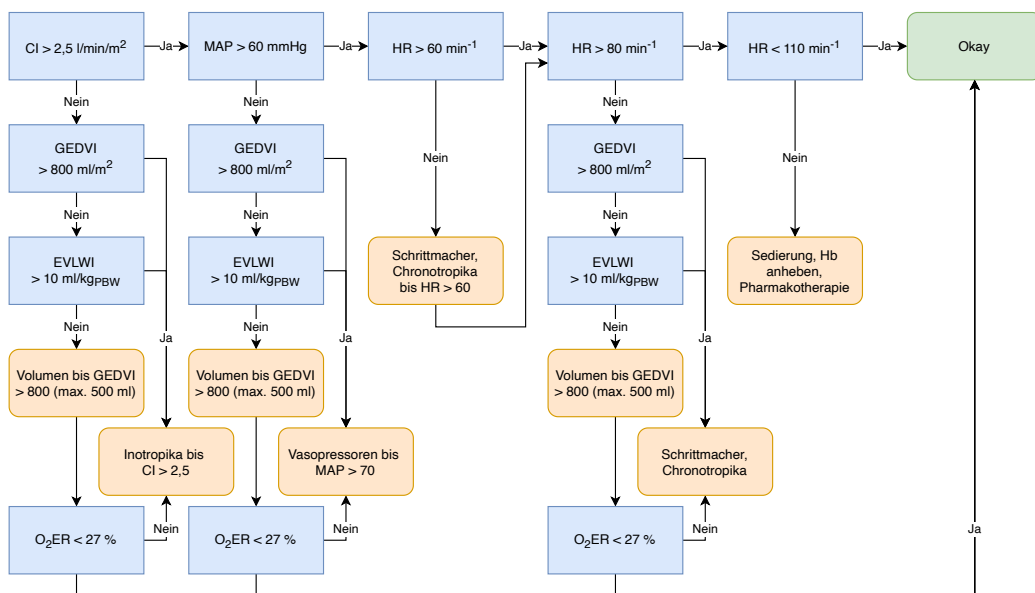 CI > 2,5 l/min/m²
Ja
MAP > 60 mmHg
Ja
HR > 60 min⁻¹
Ja
HR > 80 min⁻¹
Ja
HR < 110 min⁻¹
Ja
Okay
Nein
Nein
Nein
Nein
Nein
GEDVI
> 800 ml/m²
GEDVI
> 800 ml/m²
GEDVI
> 800 ml/m²
Nein
Nein
Nein
EVLWI
> 10 ml/kgPBW
EVLWI
> 10 ml/kgPBW
Schrittmacher,
Chronotropika
bis HR > 60
EVLWI
> 10 ml/kgPBW
Sedierung, Hb
anheben,
Pharmakotherapie
Nein
Ja
Nein
Ja
Nein
Ja
Volumen bis GEDVI
> 800 (max. 500 ml)
Volumen bis GEDVI
> 800 (max. 500 ml)
Volumen bis GEDVI
> 800 (max. 500 ml)
Inotropika bis
CI > 2,5
Vasopressoren bis
MAP > 70
Schrittmacher,
Chronotropika
O₂ER < 27 %
Nein
O₂ER < 27 %
Nein
O₂ER < 27 %
Nein
Ja